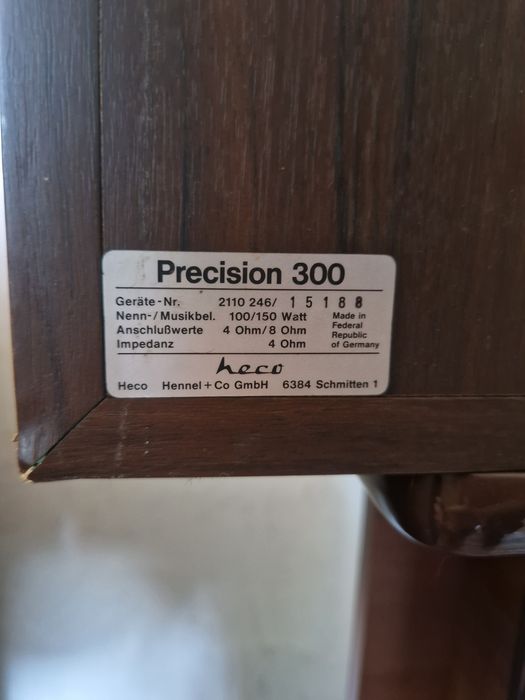 Precision 300
Geräte-Nr. 2110 246/ 15188
Nenn-/Musikbel. 100/150 Watt
Anschlußwerte 4 Ohm/8 Ohm
Impedanz 4 Ohm
Made in
Federal
Republic
of Germany
heco
Heco Hennel+Co GmbH 6384 Schmitten 1